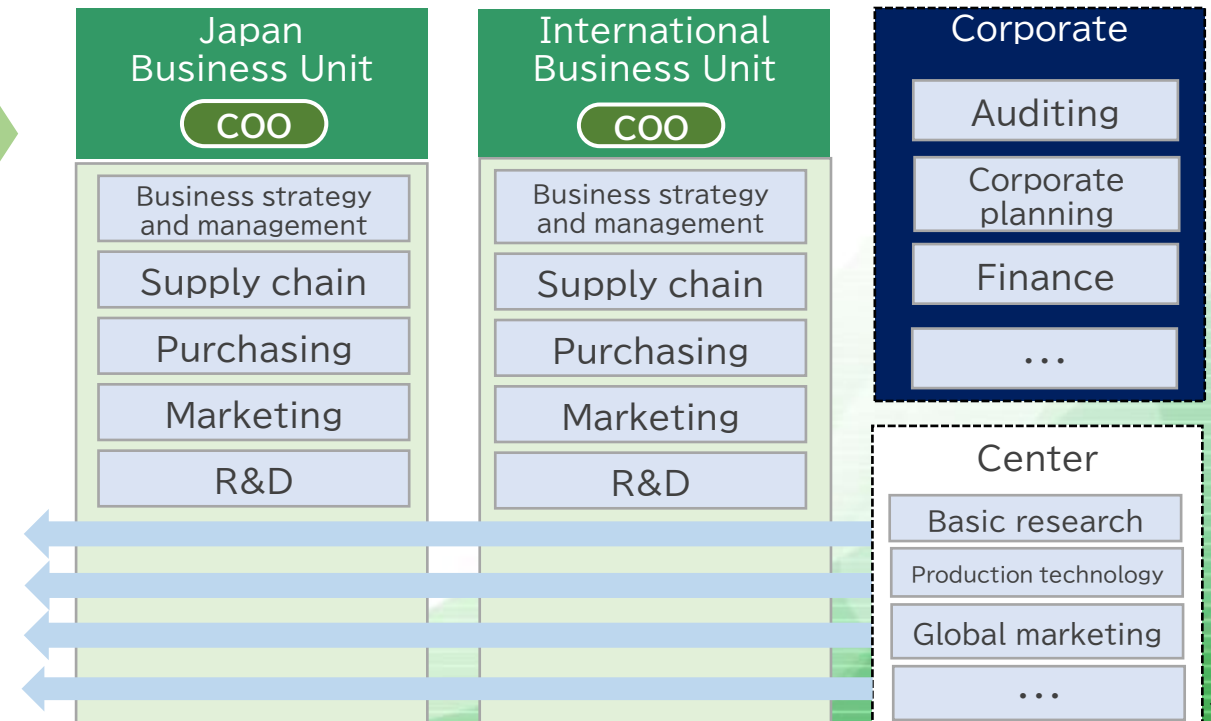 Japan
Business Unit
COO
Business strategy
and management
Supply chain
Purchasing
Marketing
R&D
International
Business Unit
COO
Business strategy
and management
Supply chain
Purchasing
Marketing
R&D
Corporate
Auditing
Corporate
planning
Finance
...
Center
Basic research
Production technology
Global marketing
...